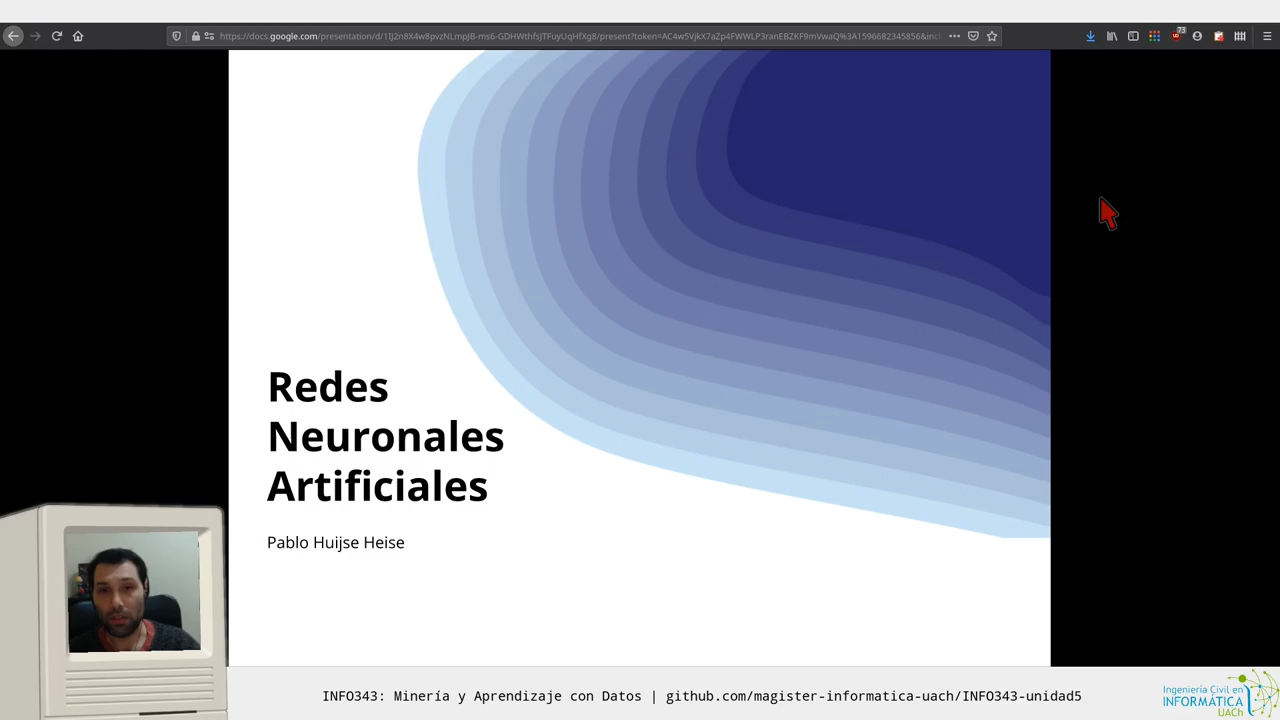 73
Redes
Neuronales
Artificiales
Pablo Huijse Heise
INFO343: Minería y Aprendizaje con Datos | github.com/magister-informatica-uach/INFO343-unidad5
Ingeniería Civil en
INFORMÁTICA
UACh